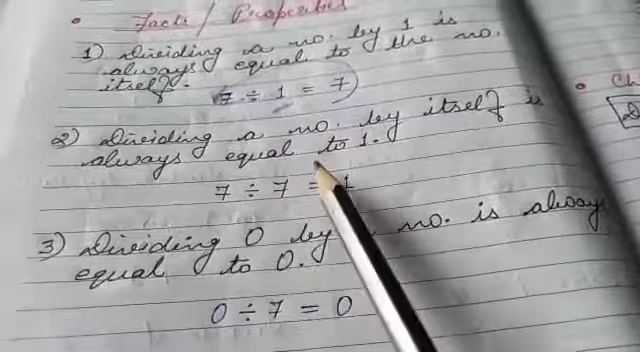 • Facts / Properties
1) Dividing a no. by 1 is
always equal to the no.
itself.
7 ÷ 1 = 7
2) Dividing a no. by itself is
always equal to 1.
7 ÷ 7 = 1
3) Dividing 0 by no. is always
equal to 0.
0 ÷ 7 = 0
• Ch